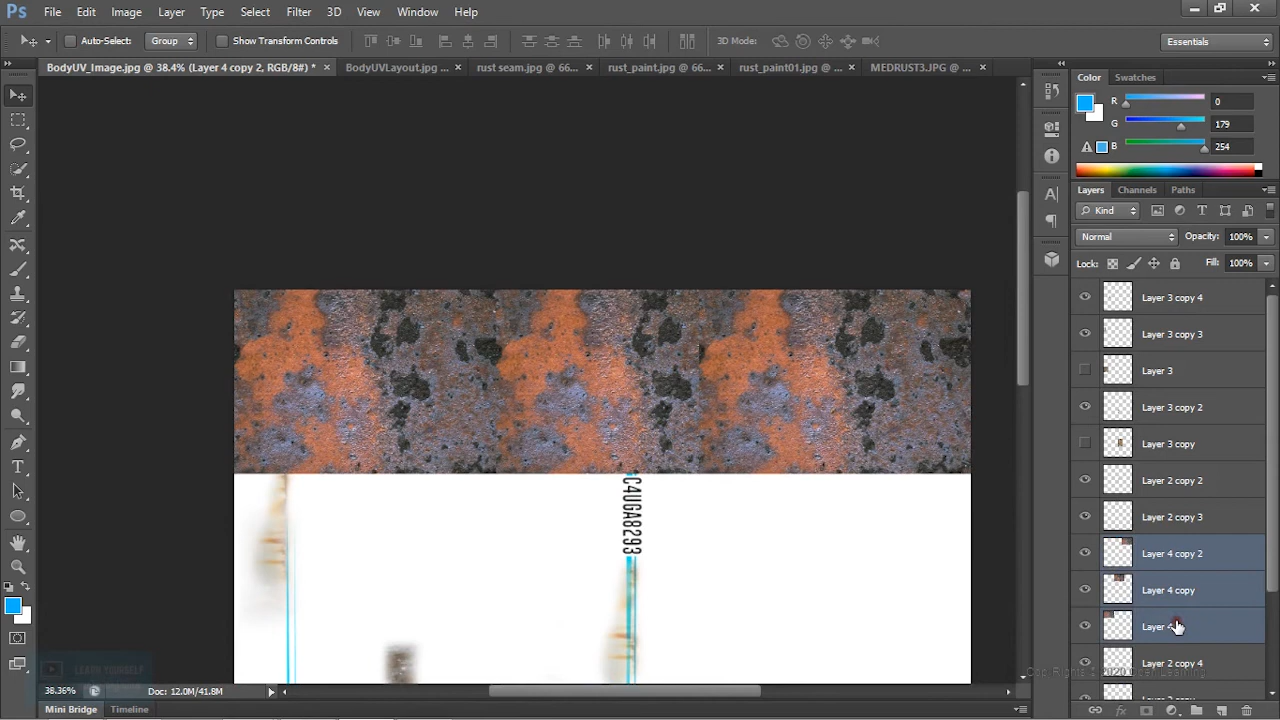 Ps File Edit Image Layer Type Select Filter 3D View Window Help
Auto-Select: Group Show Transform Controls 3D Mode: Essentials
BodyUV_Image.jpg @ 38.4% (Layer 4 copy 2, RGB/8#) * × BodyUVLayout.jpg ... × rust seam.jpg @ 66... × rust_paint.jpg @ 66... × rust_paint01.jpg @ ... × MEDRUST3.JPG @ ... ×
Color Swatches
R 0
G 179
B 254
Layers Channels Paths
Kind
Normal Opacity: 100%
Lock: Fill: 100%
Layer 3 copy 4
Layer 3 copy 3
Layer 3
Layer 3 copy 2
Layer 3 copy
Layer 2 copy 2
Layer 2 copy 3
Layer 4 copy 2
Layer 4 copy
Layer 4
Layer 2 copy 4
C4UGA8293
LEARN YOURSELF
38.36% Doc: 12.0M/41.8M
Mini Bridge Timeline